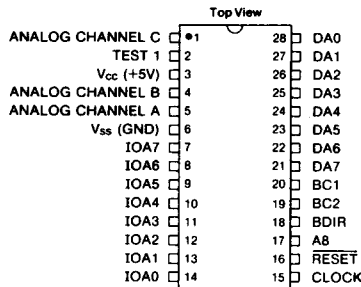 Top View
ANALOG CHANNEL C 1 28 DA0
TEST 1 2 27 DA1
Vcc (+5V) 3 26 DA2
ANALOG CHANNEL B 4 25 DA3
ANALOG CHANNEL A 5 24 DA4
Vss (GND) 6 23 DA5
IOA7 7 22 DA6
IOA6 8 21 DA7
IOA5 9 20 BC1
IOA4 10 19 BC2
IOA3 11 18 BDIR
IOA2 12 17 A8
IOA1 13 16 RESET
IOA0 14 15 CLOCK